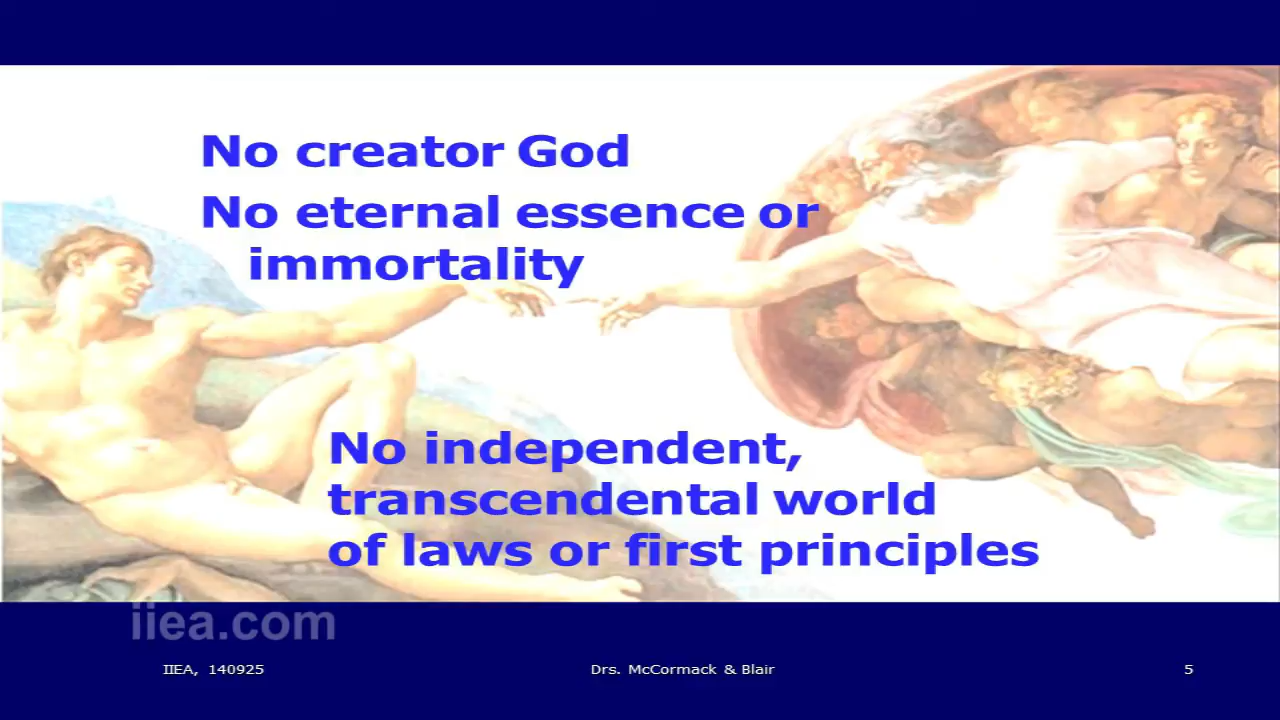 No creator God
No eternal essence or
immortality
No independent,
transcendental world
of laws or first principles
iiea.com
IIEA, 140925
Drs. McCormack & Blair
5